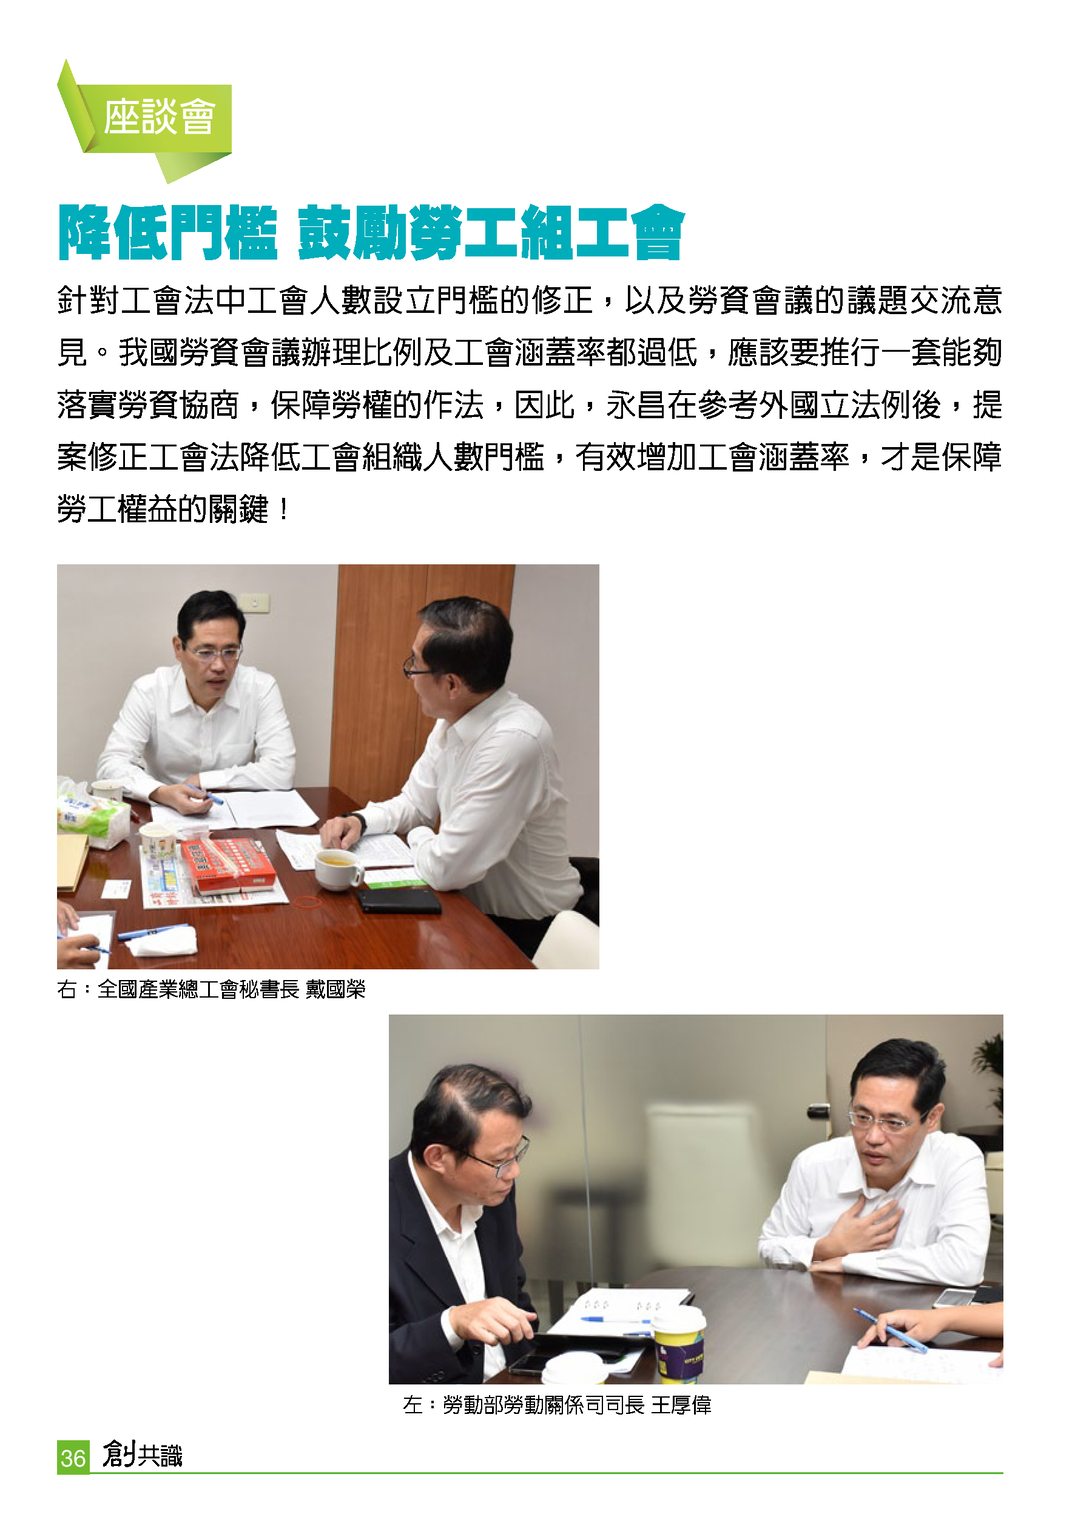 座談會
降低門檻 鼓勵勞工組工會
針對工會法中工會人數設立門檻的修正，以及勞資會議的議題交流意
見。我國勞資會議辦理比例及工會涵蓋率都過低，應該要推行一套能夠
落實勞資協商，保障勞權的作法，因此，永昌在參考外國立法例後，提
案修正工會法降低工會組織人數門檻，有效增加工會涵蓋率，才是保障
勞工權益的關鍵！
右：全國產業總工會秘書長 戴國榮
左：勞動部勞動關係司司長 王厚偉
36 創共識